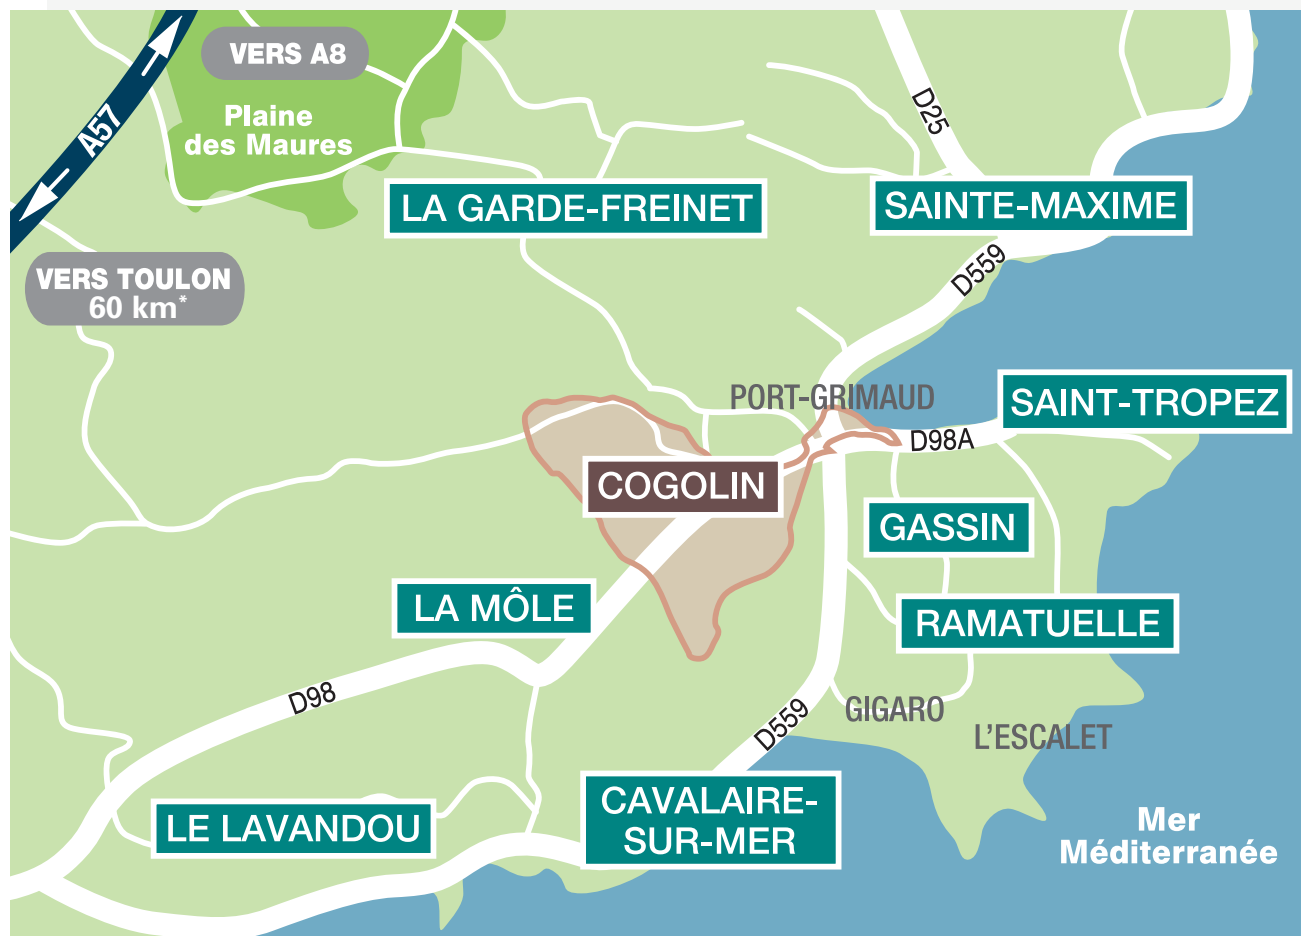 VERS A8
A57
Plaine
des Maures
D25
LA GARDE-FREINET
SAINTE-MAXIME
VERS TOULON
60 km*
D559
PORT-GRIMAUD
SAINT-TROPEZ
D98A
COGOLIN
GASSIN
LA MÔLE
RAMATUELLE
D98
GIGARO
D559
L'ESCALET
CAVALAIRE-
SUR-MER
LE LAVANDOU
Mer
Méditerranée